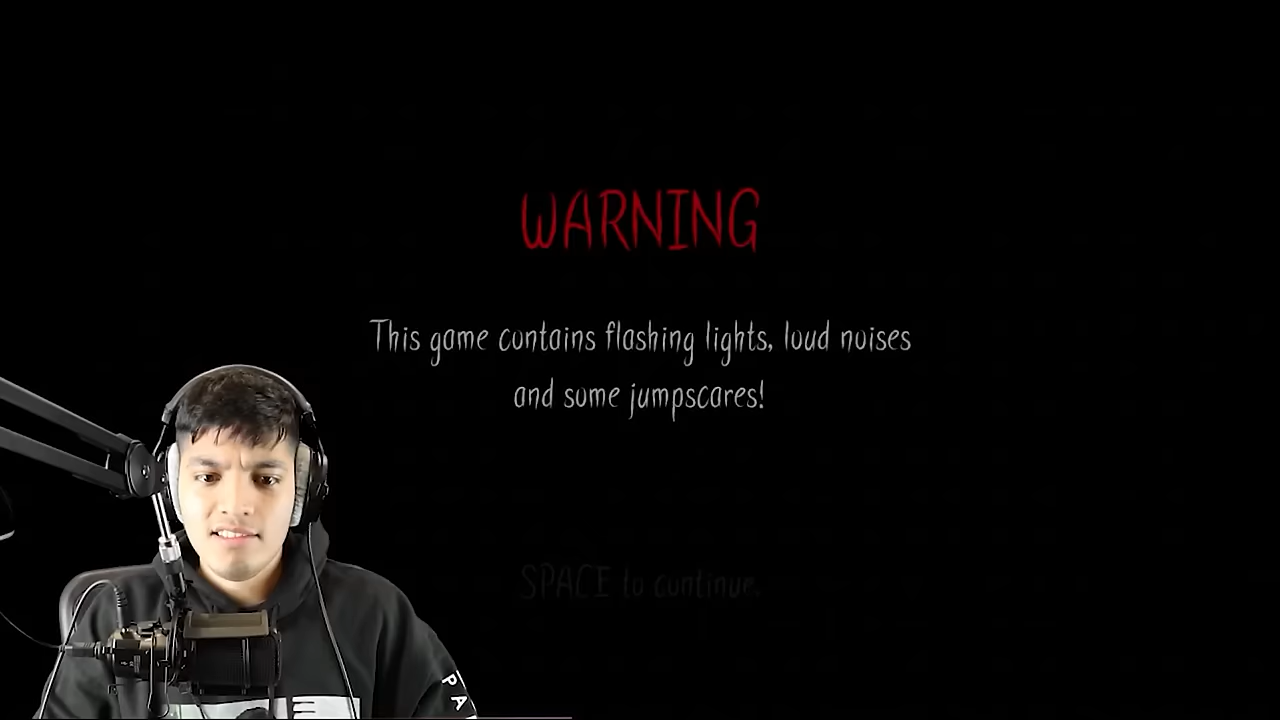 WARNING
This game contains flashing lights, loud noises
and some jumpscares!
SPACE to continue.
P A